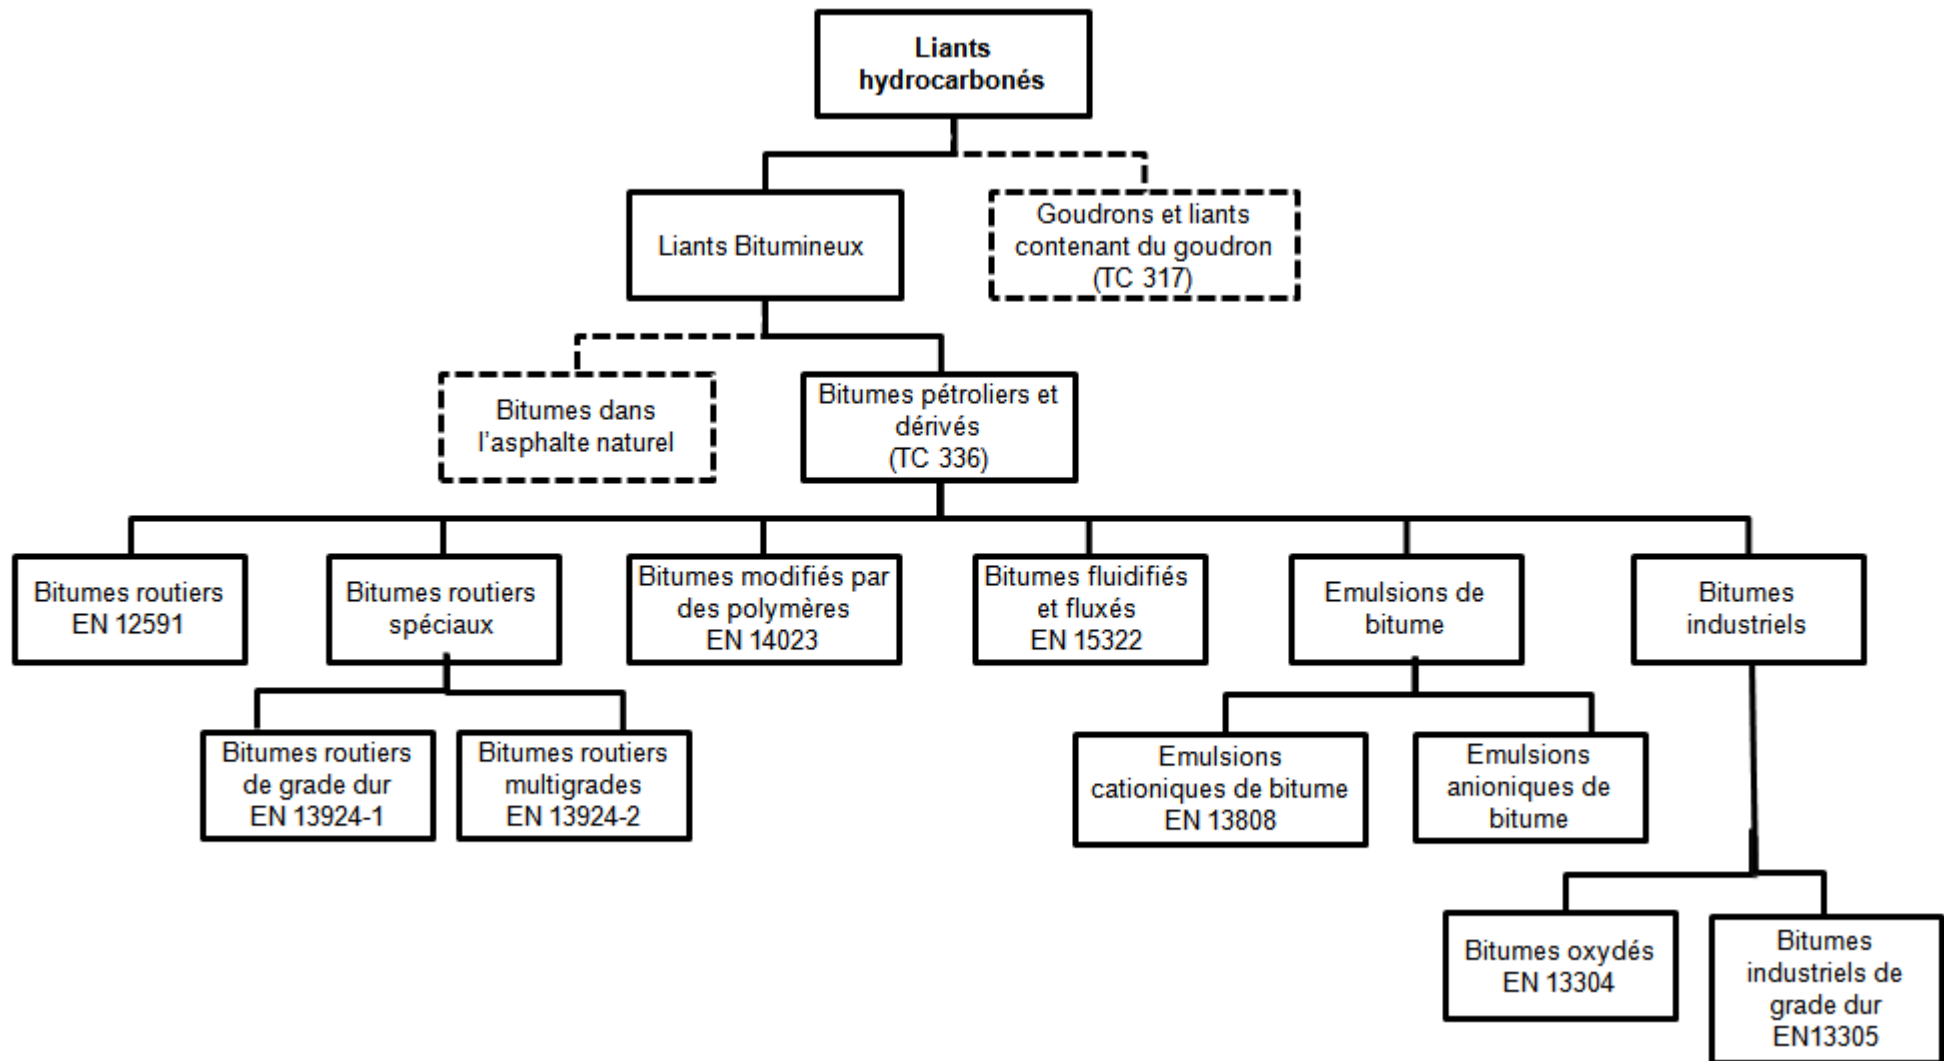 Liants
hydrocarbonés
Liants Bitumineux
Goudrons et liants
contenant du goudron
(TC 317)
Bitumes dans
l'asphalte naturel
Bitumes pétroliers et
dérivés
(TC 336)
Bitumes routiers
EN 12591
Bitumes routiers
spéciaux
Bitumes modifiés par
des polymères
EN 14023
Bitumes fluidifiés
et fluxés
EN 15322
Emulsions de
bitume
Bitumes
industriels
Bitumes routiers
de grade dur
EN 13924-1
Bitumes routiers
multigrades
EN 13924-2
Emulsions
cationiques de bitume
EN 13808
Emulsions
anioniques de
bitume
Bitumes oxydés
EN 13304
Bitumes
industriels de
grade dur
EN13305